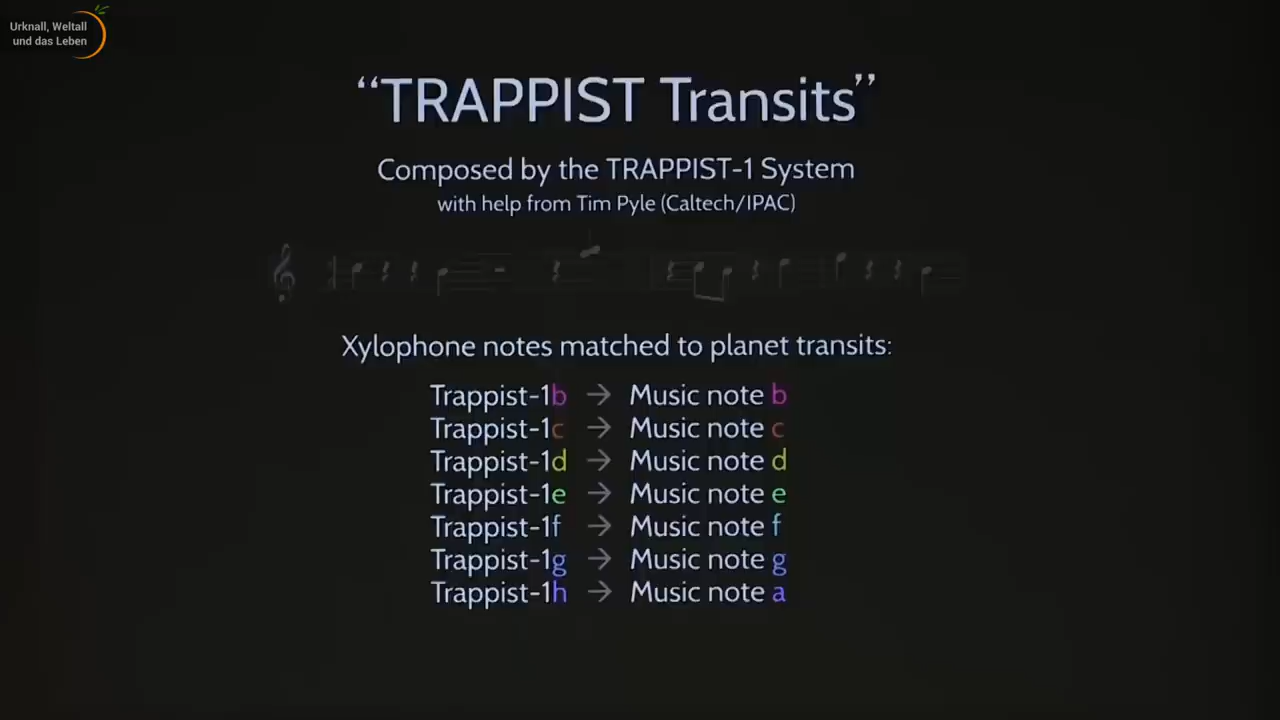 Urknall, Weltall
und das Leben
“TRAPPIST Transits”
Composed by the TRAPPIST-1 System
with help from Tim Pyle (Caltech/IPAC)
Xylophone notes matched to planet transits:
Trappist-1b → Music note b
Trappist-1c → Music note c
Trappist-1d → Music note d
Trappist-1e → Music note e
Trappist-1f → Music note f
Trappist-1g → Music note g
Trappist-1h → Music note a